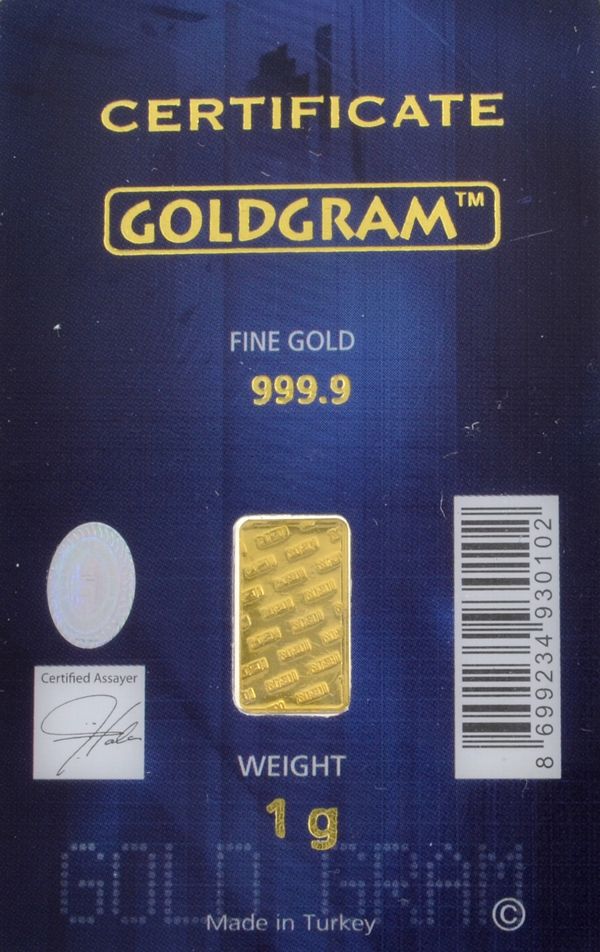 CERTIFICATE
GOLDGRAM™
FINE GOLD
999.9
Certified Assayer
8 699234 930102
WEIGHT
1 g
GOLD GRAM
Made in Turkey
©